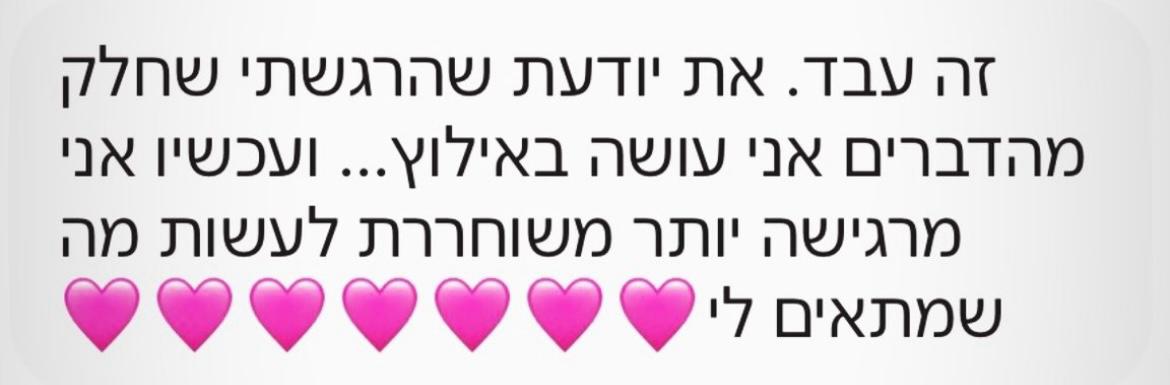 זה עבד. את יודעת שהרגשתי שחלק
מהדברים אני עושה באילוץ... ועכשיו אני
מרגישה יותר משוחררת לעשות מה
שמתאים לי 🩷🩷🩷🩷🩷🩷🩷